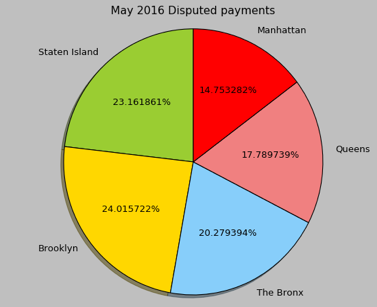 May 2016 Disputed payments
Manhattan
Staten Island
14.753282%
23.161861%
Queens
17.789739%
24.015722%
20.279394%
Brooklyn
The Bronx